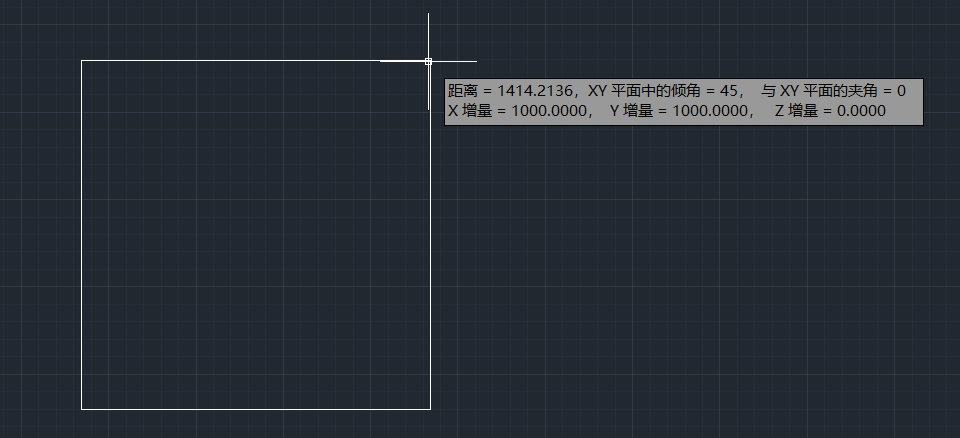 距离 = 1414.2136，XY 平面中的倾角 = 45， 与 XY 平面的夹角 = 0
X 增量 = 1000.0000， Y 增量 = 1000.0000， Z 增量 = 0.0000